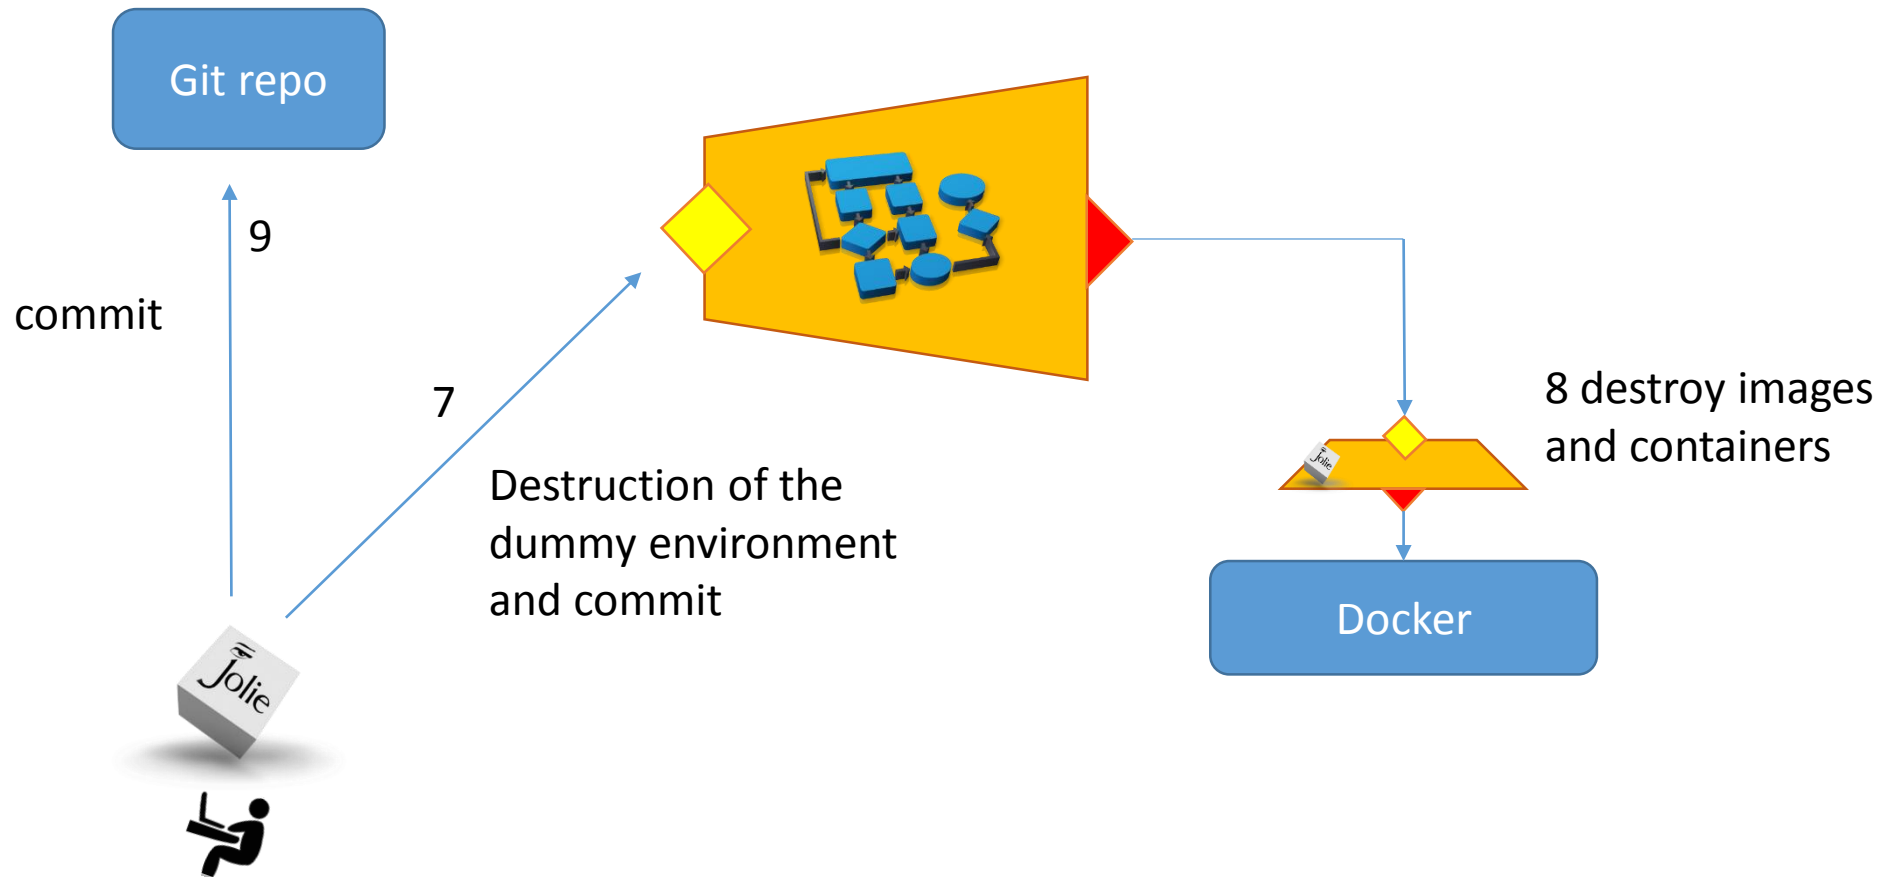 Git repo
9
commit
7
Destruction of the
dummy environment
and commit
8 destroy images
and containers
Jolie
Docker
Jolie